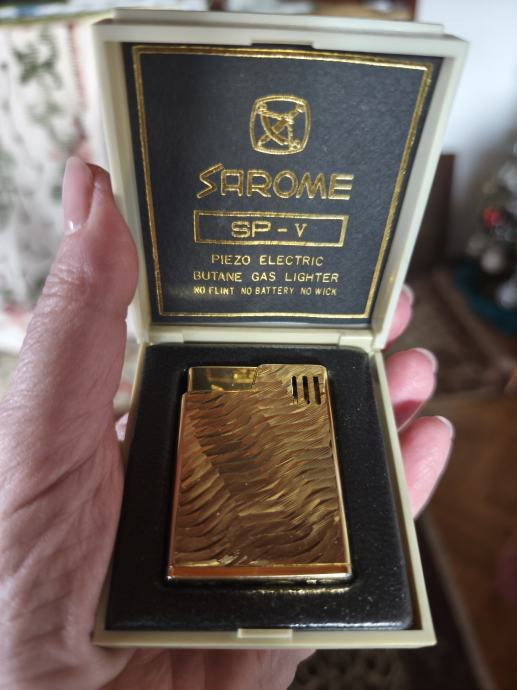 SAROME
SP-V
PIEZO ELECTRIC
BUTANE GAS LIGHTER
NO FLINT NO BATTERY NO WICK